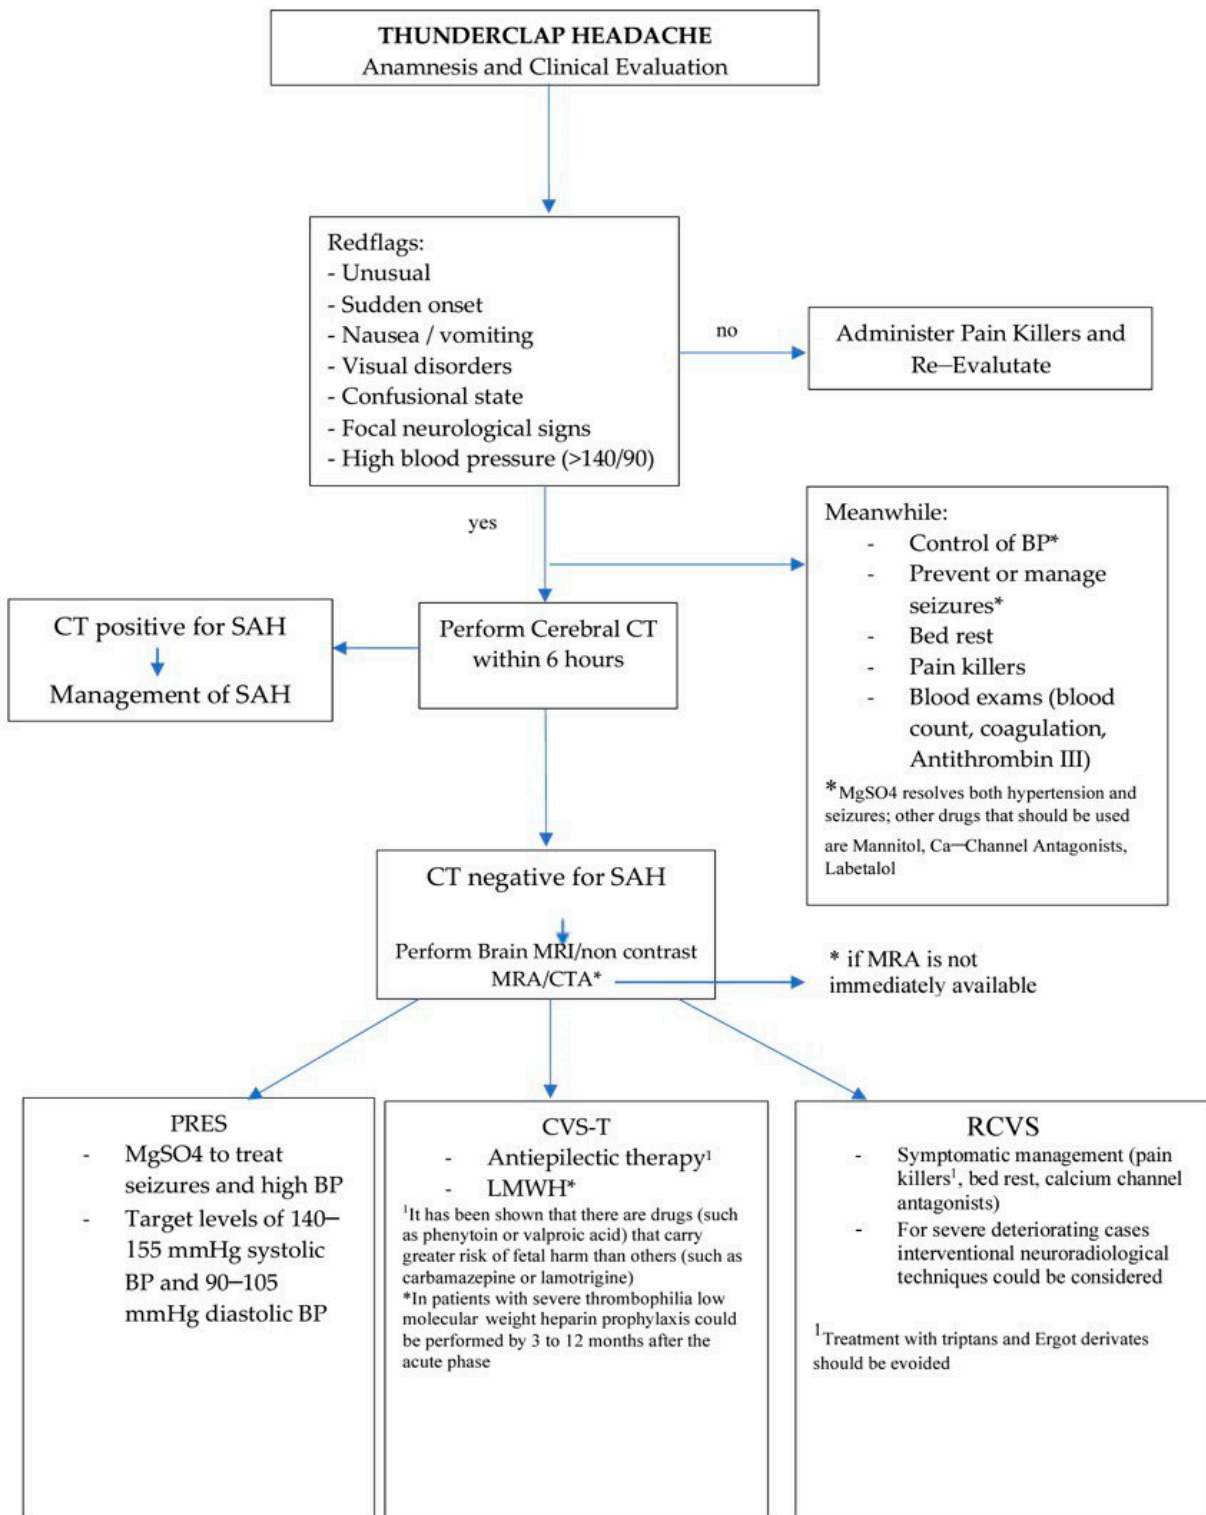 THUNDERCLAP HEADACHE
Anamnesis and Clinical Evaluation
Redflags:
- Unusual
- Sudden onset
- Nausea / vomiting
- Visual disorders
- Confusional state
- Focal neurological signs
- High blood pressure (>140/90)
no
Administer Pain Killers and
Re–Evalutate
yes
Meanwhile:
- Control of BP*
- Prevent or manage
seizures*
- Bed rest
- Pain killers
- Blood exams (blood
count, coagulation,
Antithrombin III)
*MgSO4 resolves both hypertension and
seizures; other drugs that should be used
are Mannitol, Ca–Channel Antagonists,
Labetalol
Perform Cerebral CT
within 6 hours
CT positive for SAH
Management of SAH
CT negative for SAH
Perform Brain MRI/non contrast
MRA/CTA*
* if MRA is not
immediately available
PRES
- MgSO4 to treat
seizures and high BP
- Target levels of 140–
155 mmHg systolic
BP and 90–105
mmHg diastolic BP
CVS-T
- Antiepilectic therapy¹
- LMWH*
¹It has been shown that there are drugs (such
as phenytoin or valproic acid) that carry
greater risk of fetal harm than others (such as
carbamazepine or lamotrigine)
*In patients with severe thrombophilia low
molecular weight heparin prophylaxis could
be performed by 3 to 12 months after the
acute phase
RCVS
- Symptomatic management (pain
killers¹, bed rest, calcium channel
antagonists)
- For severe deteriorating cases
interventional neuroradiological
techniques could be considered
¹Treatment with triptans and Ergot derivates
should be evoided